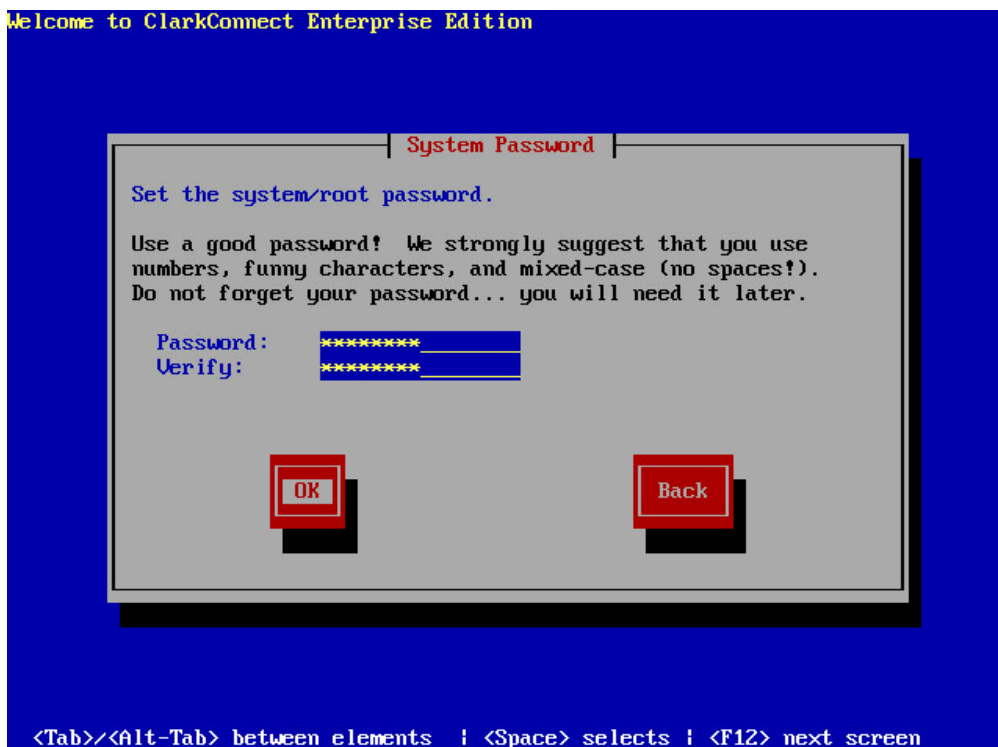 Welcome to ClarkConnect Enterprise Edition
System Password
Set the system/root password.
Use a good password!  We strongly suggest that you use
numbers, funny characters, and mixed-case (no spaces!).
Do not forget your password... you will need it later.
Password: ********
Verify: ********
OK Back
<Tab>/<Alt-Tab> between elements  | <Space> selects | <F12> next screen